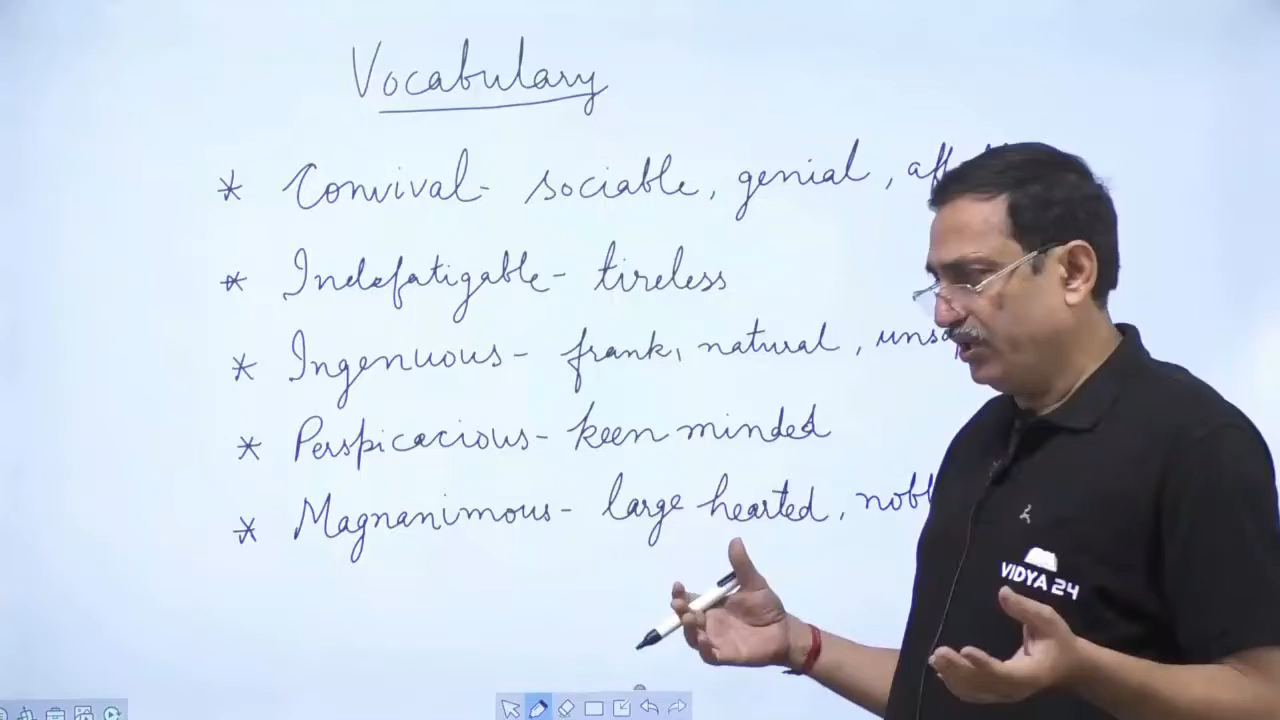 Vocabulary
* Convival - sociable, genial,
* Indefatigable - tireless
* Ingenuous - frank, natural,
* Perspicacious - keen minded
* Magnanimous - large hearted,
VIDYA 24